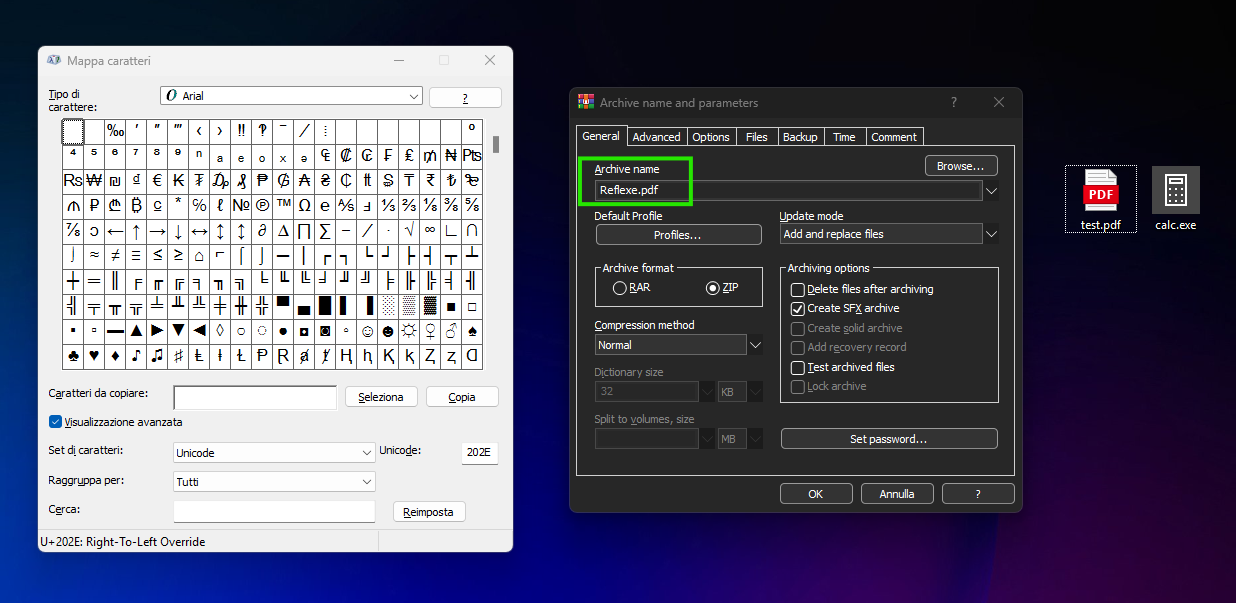 Mappa caratteri
Tipo di
carattere:
Arial
?
‰ ′ ″ ‴ ‹ › ‼ ‽ ‾ ⁄ ⁞ ⁰
⁴ ⁵ ⁶ ⁷ ⁸ ⁹ ⁿ ₐ ₑ ₒ ₓ ₔ ₠ ₡ ₢ ₣ ₤ ₥ ₦ ₧
₨ ₩ ₪ ₫ € ₭ ₮ ₯ ₰ ₱ ₲ ₳ ₴ ₵ ₶ ₷ ₸ ₹ ₺ ₻
₼ ₽ ₾ ₿ ⃀ ℅ ℓ № ℗ ™ Ω ℮ ⅍ ⅎ ⅓ ⅔ ⅛ ⅜ ⅝
⅞ ↄ ← ↑ → ↓ ↔ ↕ ↨ ∂ ∆ ∏ ∑ − ∕ ∙ √ ∞ ∟ ∩
∫ ≈ ≠ ≡ ≤ ≥ ⌂ ⌐ ⌠ ⌡ ─ │ ┌ ┐ └ ┘ ├ ┤ ┬ ┴
┼ ═ ║ ╒ ╓ ╔ ╕ ╖ ╗ ╘ ╙ ╚ ╛ ╜ ╝ ╞ ╟ ╠ ╡ ╢
╣ ╤ ╥ ╦ ╧ ╨ ╩ ╪ ╫ ╬ ▀ ▄ █ ▌ ▐ ░ ▒ ▓ ■ □
▪ ▫ ▬ ▲ ► ▼ ◄ ◊ ○ ◌ ● ◘ ◙ ◦ ☺ ☻ ☼ ♀ ♂ ♠
♣ ♥ ♦ ♪ ♫ ♯ Ⱡ ⱡ Ɫ Ᵽ Ɽ ⱥ ⱦ Ⱨ ⱨ Ⱪ ⱪ Ⱬ ⱬ Ɑ
Caratteri da copiare:
Seleziona
Copia
Visualizzazione avanzata
Set di caratteri:
Unicode
Unicode:
202E
Raggruppa per:
Tutti
Cerca:
Reimposta
U+202E: Right-To-Left Override
Archive name and parameters
?
General Advanced Options Files Backup Time Comment
Archive name
Browse...
Reflexe.pdf
Default Profile
Profiles...
Update mode
Add and replace files
Archive format
RAR
ZIP
Compression method
Normal
Dictionary size
32
KB
Split to volumes, size
MB
Archiving options
Delete files after archiving
Create SFX archive
Create solid archive
Add recovery record
Test archived files
Lock archive
Set password...
OK
Annulla
?
PDF
test.pdf
calc.exe